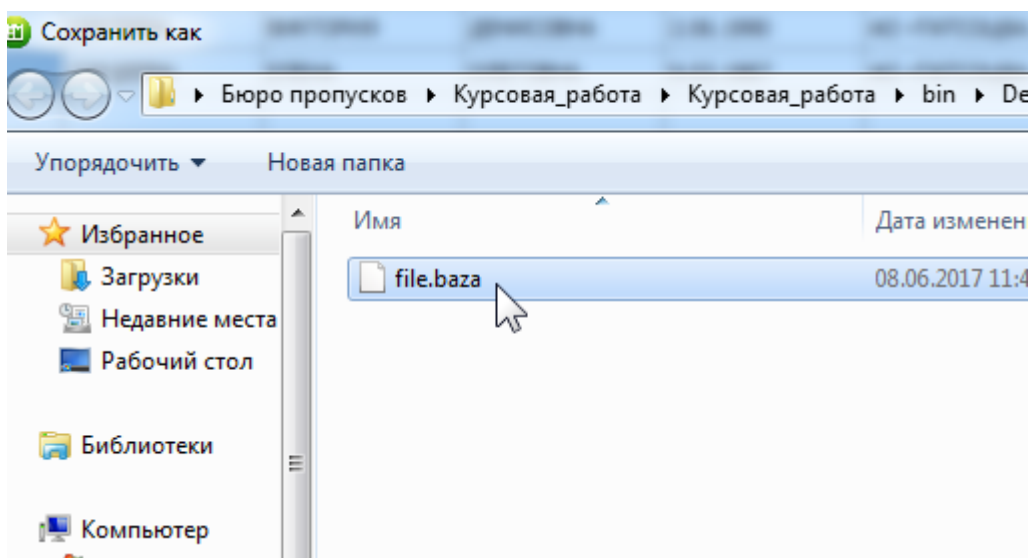 Сохранить как
Бюро пропусков ▸ Курсовая_работа ▸ Курсовая_работа ▸ bin ▸ De
Упорядочить ▼ Новая папка
Имя Дата изменен
Избранное
file.baza 08.06.2017 11:4
Загрузки
Недавние места
Рабочий стол
Библиотеки
Компьютер